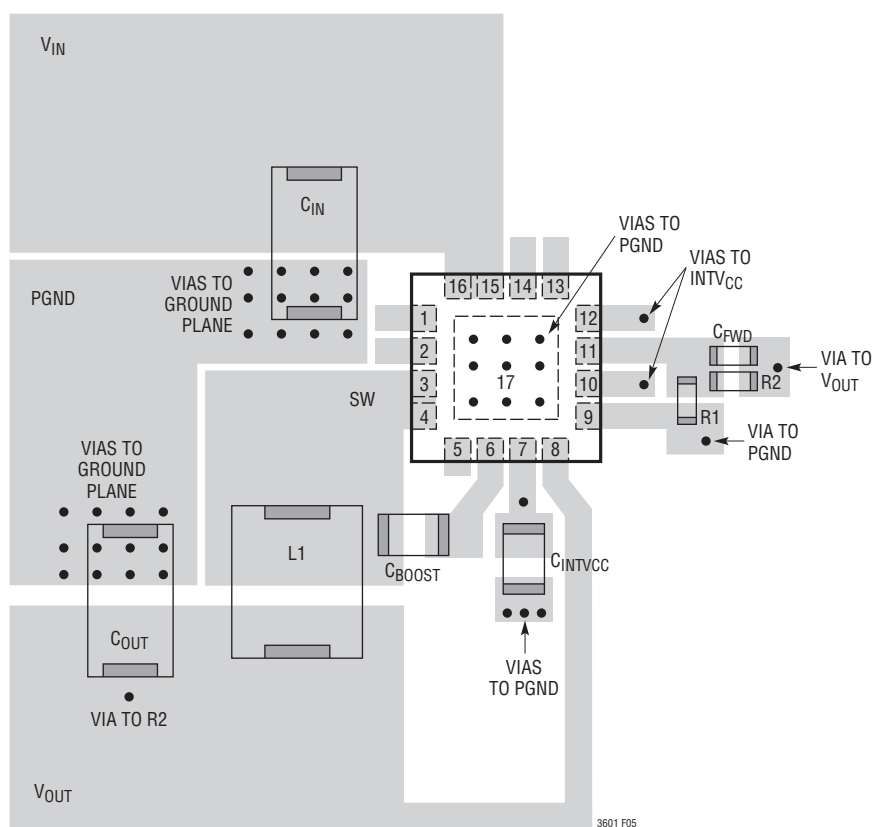 VIN
CIN
VIAS TO
PGND
VIAS TO
INTVCC
16 15 14 13
PGND
VIAS TO
GROUND
PLANE
1
12
CFWD
2
11
17
3
10
R2
VIA TO
VOUT
SW
4
9
R1
VIA TO
PGND
5 6 7 8
VIAS TO
GROUND
PLANE
L1
CBOOST
CINTVCC
COUT
VIAS
TO PGND
VIA TO R2
VOUT
3601 F05